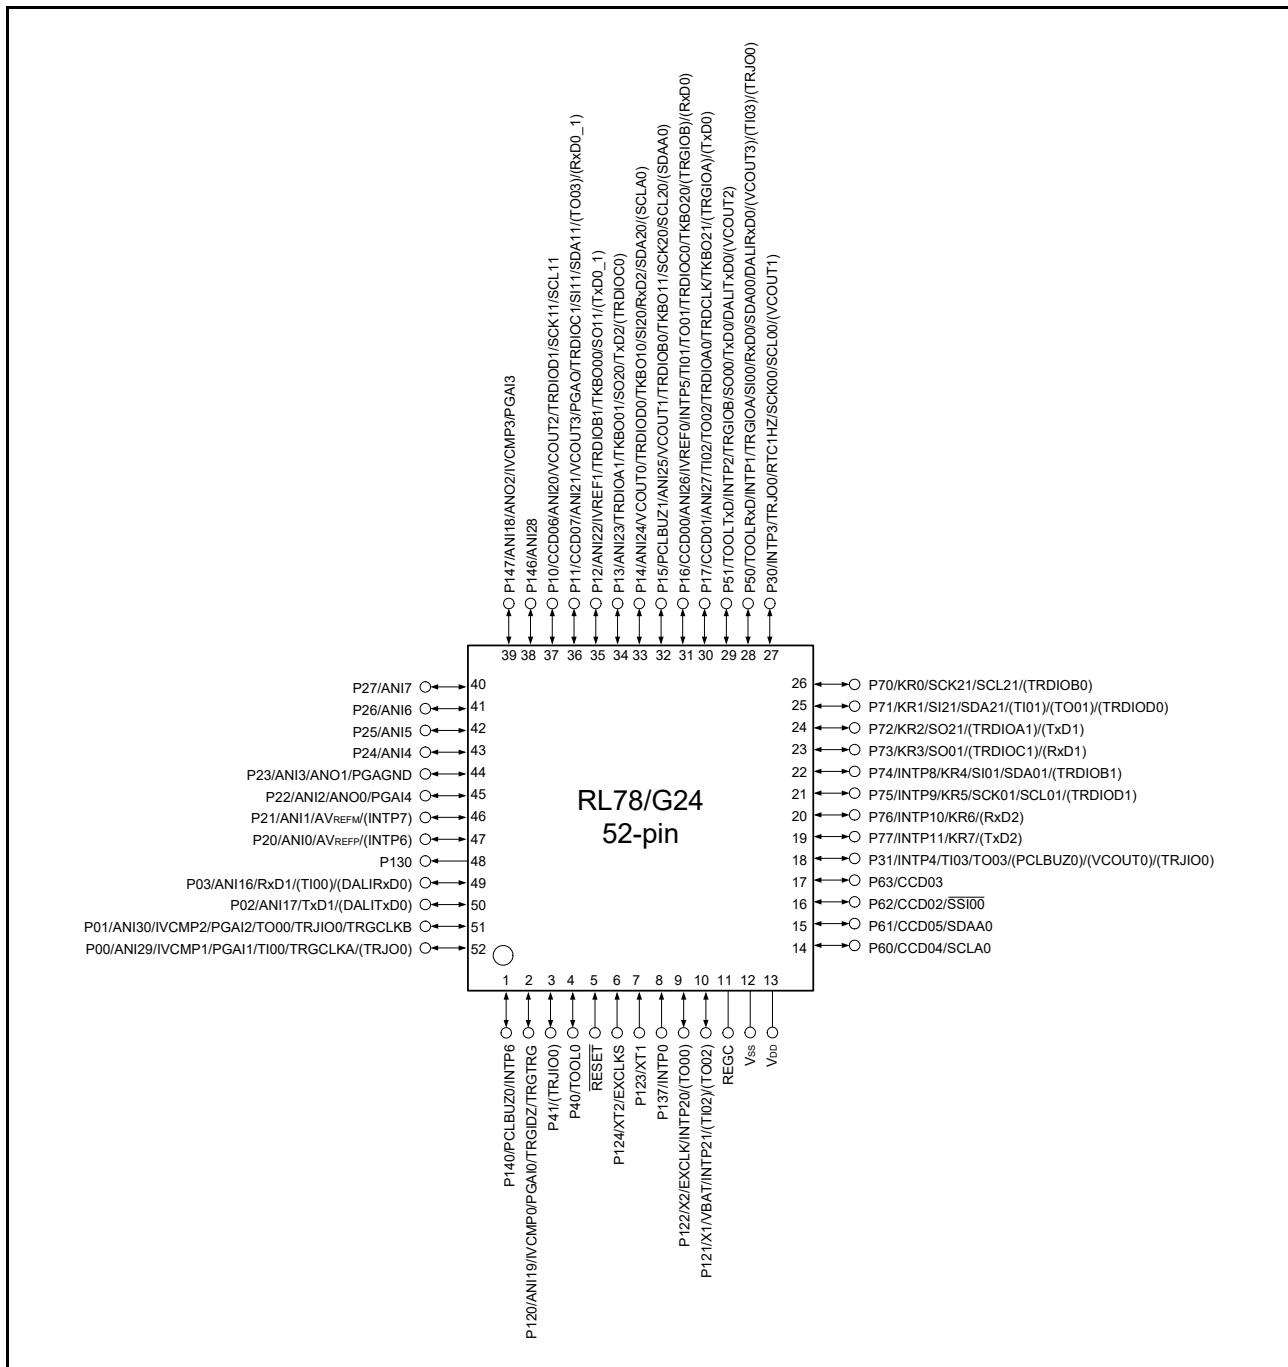 P147/ANI18/ANO2/IVCMP3/PGAI3
P146/ANI28
P10/CCD06/ANI20/VCOUT2/TRDIOD1/SCK11/SCL11
P11/CCD07/ANI21/VCOUT3/PGAO/TRDIOC1/SI11/SDA11/(TO03)/(RxD0_1)
P12/ANI22/IVREF1/TRDIOB1/TKBO00/SO11/(TxD0_1)
P13/ANI23/TRDIOA1/TKBO01/SO20/TxD2/(TRDIOC0)
P14/ANI24/VCOUT0/TRDIOD0/TKBO10/SI20/RxD2/SDA20/(SCLA0)
P15/PCLBUZ1/ANI25/VCOUT1/TRDIOB0/TKBO11/SCK20/SCL20/(SDAA0)
P16/CCD00/ANI26/IVREF0/INTP5/TI01/TO01/TRDIOC0/TKBO20/(TRGIOB)/(RxD0)
P17/CCD01/ANI27/TI02/TO02/TRDIOA0/TRDCLK/TKBO21/(TRGIOA)/(TxD0)
P51/TOOLTxD/INTP2/TRGIOB/SO00/TxD0/DALITxD0/(VCOUT2)
P50/TOOLRxD/INTP1/TRGIOA/SI00/RxD0/SDA00/DALIRxD0/(VCOUT3)/(TI03)/(TRJO0)
P30/INTP3/TRJO0/RTC1HZ/SCK00/SCL00/(VCOUT1)
39 38 37 36 35 34 33 32 31 30 29 28 27
P27/ANI7 40
P26/ANI6 41
P25/ANI5 42
P24/ANI4 43
P23/ANI3/ANO1/PGAGND 44
P22/ANI2/ANO0/PGAI4 45
P21/ANI1/AVREFM/(INTP7) 46
P20/ANI0/AVREFP/(INTP6) 47
P130 48
P03/ANI16/RxD1/(TI00)/(DALIRxD0) 49
P02/ANI17/TxD1/(DALITxD0) 50
P01/ANI30/IVCMP2/PGAI2/TO00/TRJIO0/TRGCLKB 51
P00/ANI29/IVCMP1/PGAI1/TI00/TRGCLKA/(TRJO0) 52
RL78/G24
52-pin
26 P70/KR0/SCK21/SCL21/(TRDIOB0)
25 P71/KR1/SI21/SDA21/(TI01)/(TO01)/(TRDIOD0)
24 P72/KR2/SO21/(TRDIOA1)/(TxD1)
23 P73/KR3/SO01/(TRDIOC1)/(RxD1)
22 P74/INTP8/KR4/SI01/SDA01/(TRDIOB1)
21 P75/INTP9/KR5/SCK01/SCL01/(TRDIOD1)
20 P76/INTP10/KR6/(RxD2)
19 P77/INTP11/KR7/(TxD2)
18 P31/INTP4/TI03/TO03/(PCLBUZ0)/(VCOUT0)/(TRJIO0)
17 P63/CCD03
16 P62/CCD02/SSI00
15 P61/CCD05/SDAA0
14 P60/CCD04/SCLA0
1 2 3 4 5 6 7 8 9 10 11 12 13
P140/PCLBUZ0/INTP6
P120/ANI19/IVCMP0/PGAI0/TRGIDZ/TRGTRG
P41/(TRJIO0)
P40/TOOL0
RESET
P124/XT2/EXCLKS
P123/XT1
P137/INTP0
P122/X2/EXCLK/INTP20/(TO00)
P121/X1/VBAT/INTP21/(TI02)/(TO02)
REGC
VSS
VDD